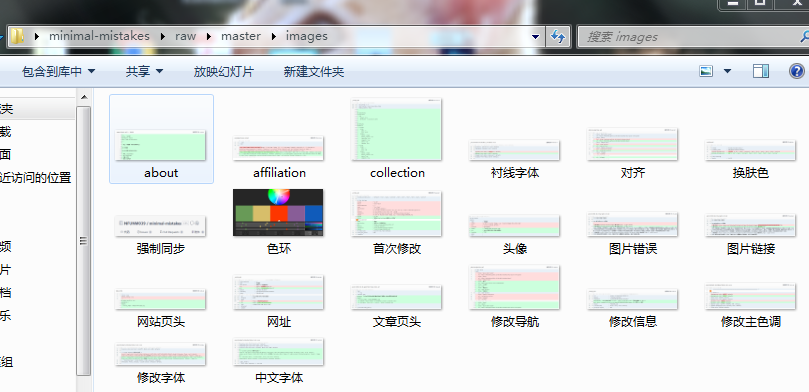 minimal-mistakes raw master images
搜索 images
包含到库中 共享 放映幻灯片 新建文件夹
夹
载
面
近访问的位置
频
片
档
乐
组
about affiliation collection 衬线字体 对齐 换肤色
强制同步 色环 首次修改 头像 图片错误 图片链接
网站页头 网址 文章页头 修改导航 修改信息 修改主色调
修改字体 中文字体